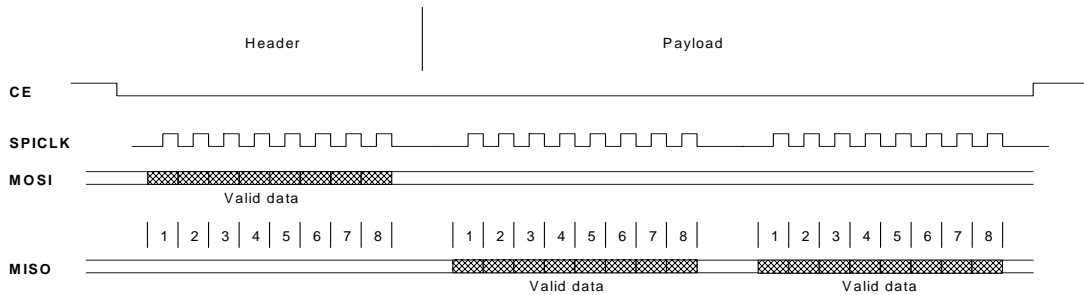 Header Payload
CE
SPICLK
MOSI
Valid data
1 2 3 4 5 6 7 8 1 2 3 4 5 6 7 8 1 2 3 4 5 6 7 8
MISO
Valid data Valid data